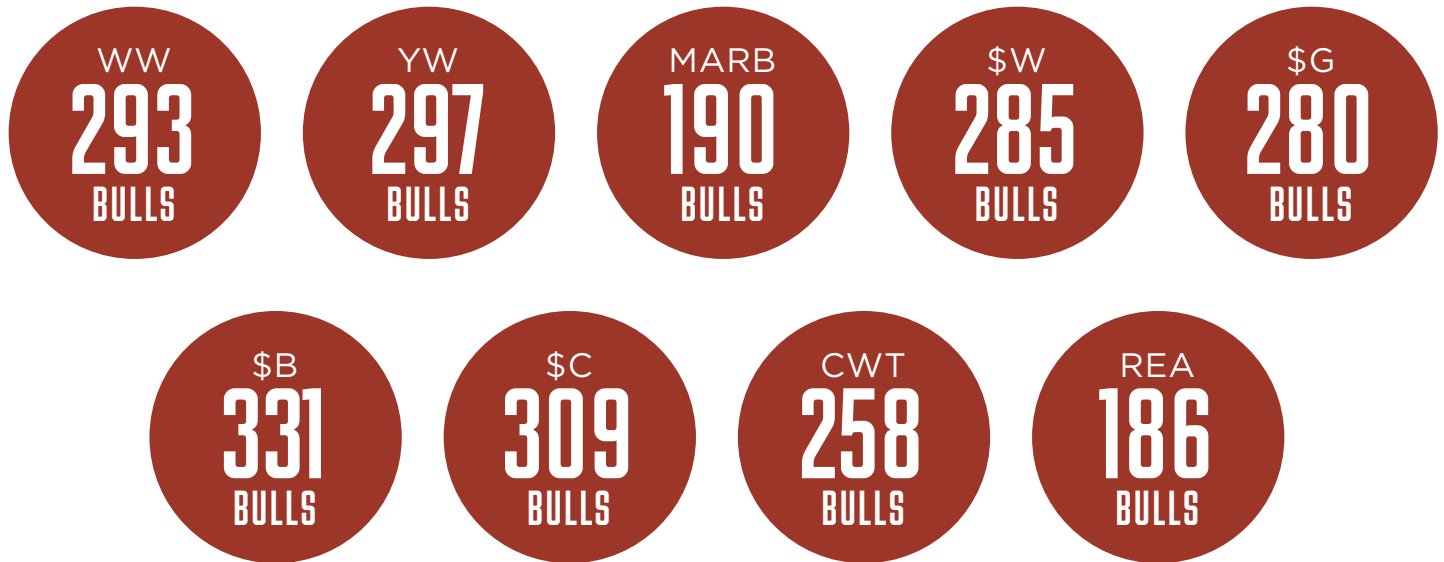 WW
293
BULLS
YW
297
BULLS
MARB
190
BULLS
$W
285
BULLS
$G
280
BULLS
$B
331
BULLS
$C
309
BULLS
CWT
258
BULLS
REA
186
BULLS